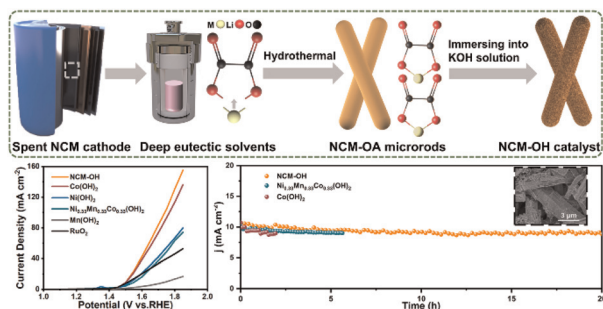 M Li O
Hydrothermal
Immersing into
KOH solution
Spent NCM cathode
Deep eutectic solvents
NCM-OA microrods
NCM-OH catalyst
Current Density (mA cm⁻²)
160
120
80
40
0
NCM-OH
Co(OH)₂
Ni(OH)₂
Ni₀.₃₃Mn₀.₃₃Co₀.₃₃(OH)₂
Mn(OH)₂
RuO₂
1.0 1.2 1.4 1.6 1.8 2.0
Potential (V vs.RHE)
j (mA cm⁻²)
20
15
10
5
0
NCM-OH
Ni₀.₃₃Mn₀.₃₃Co₀.₃₃(OH)₂
Co(OH)₂
3 µm
0 5 10 15 20
Time (h)